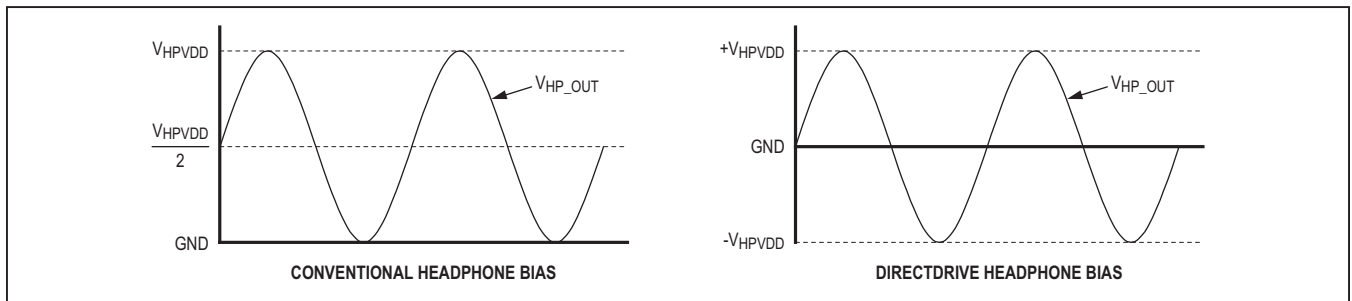 VHPVDD
VHP_OUT
VHPVDD
2
GND
CONVENTIONAL HEADPHONE BIAS
+VHPVDD
VHP_OUT
GND
-VHPVDD
DIRECTDRIVE HEADPHONE BIAS